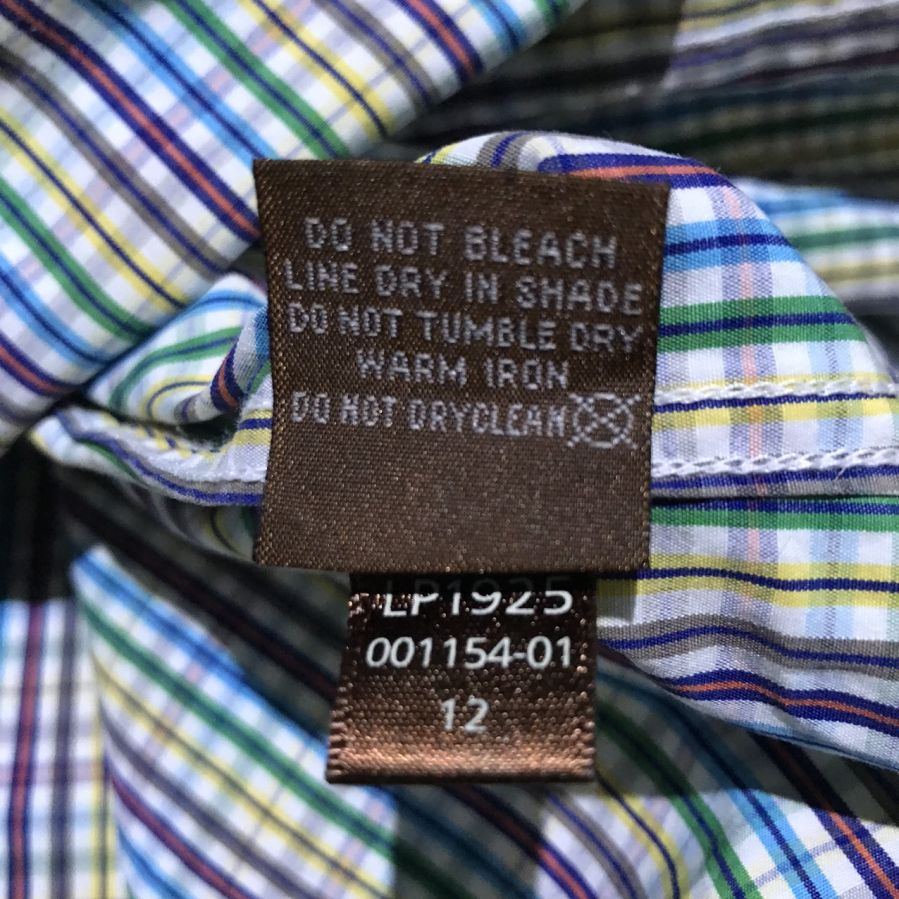 DO NOT BLEACH
LINE DRY IN SHADE
DO NOT TUMBLE DRY
WARM IRON
DO NOT DRYCLEAN
LP1925
001154-01
12